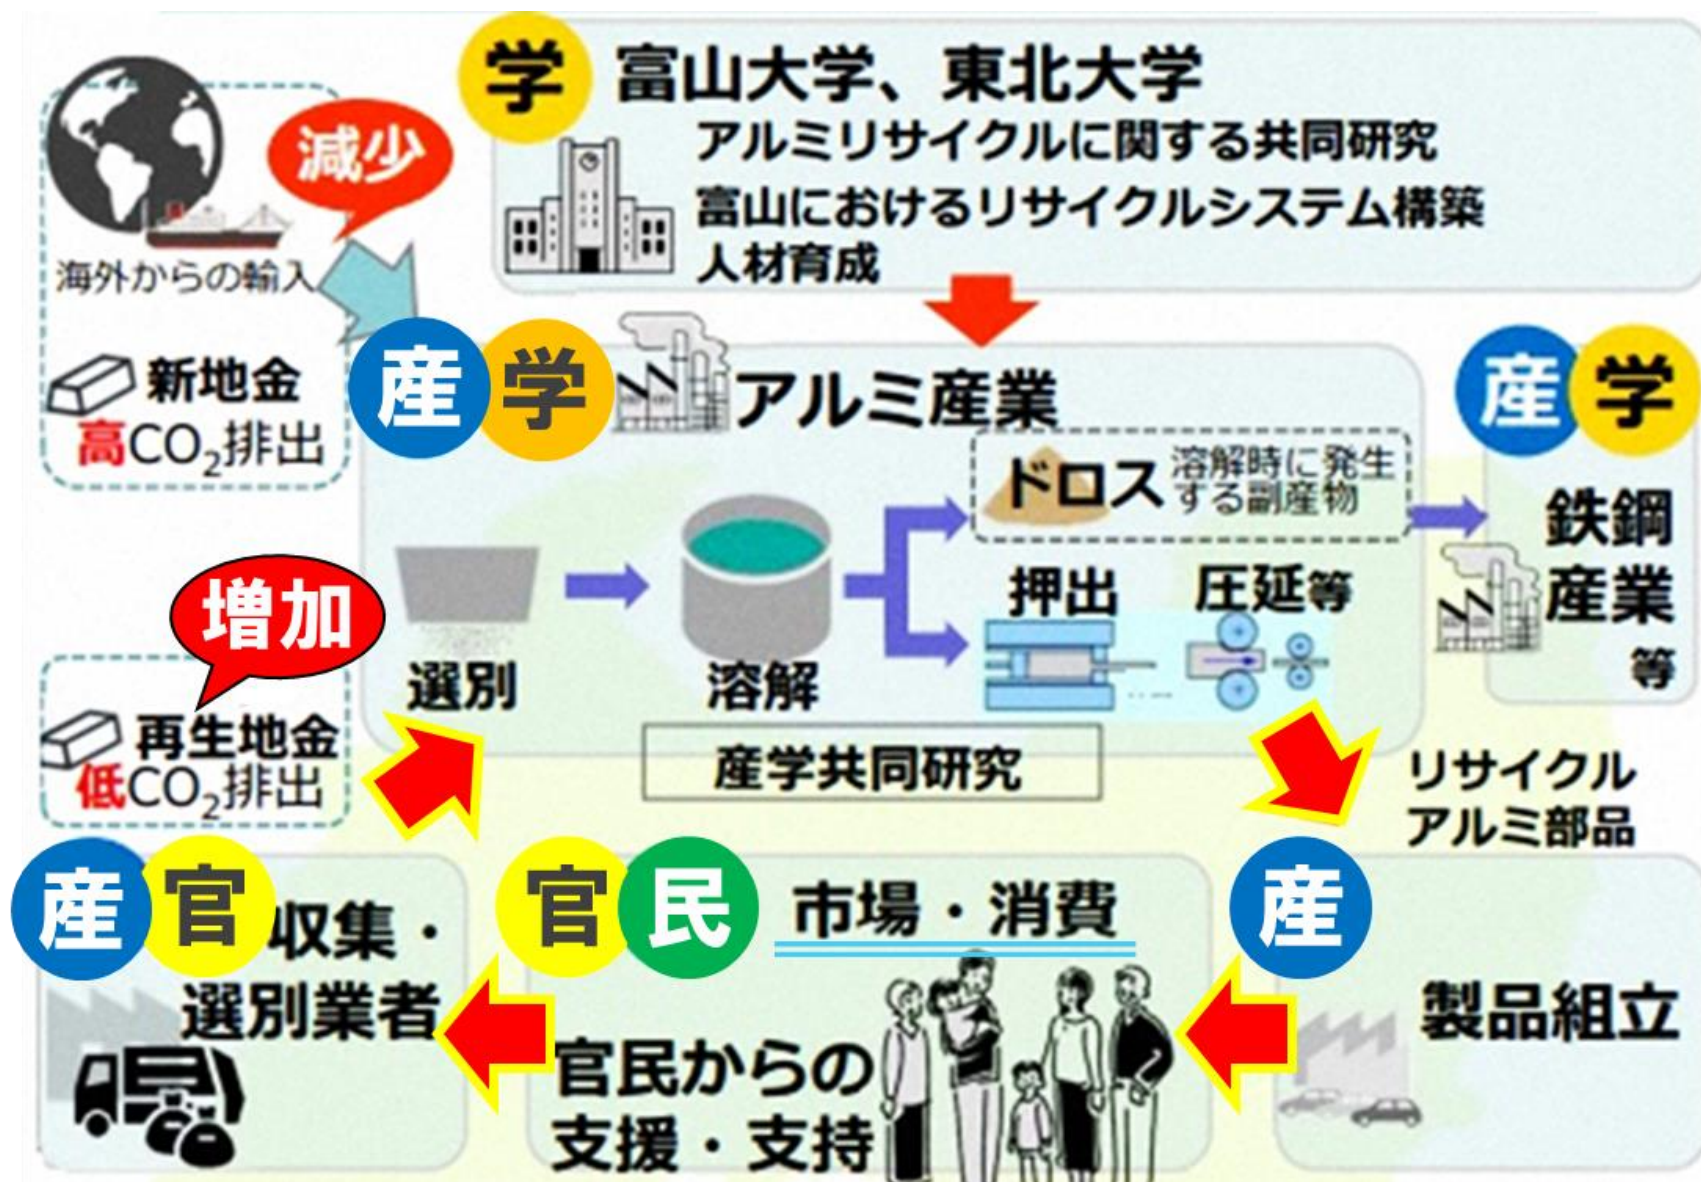 学
富山大学、東北大学
アルミリサイクルに関する共同研究
富山におけるリサイクルシステム構築
人材育成
減少
海外からの輸入
新地金
高CO₂排出
産 学
アルミ産業
ドロス
溶解時に発生
する副産物
選別
溶解
押出
圧延等
産学共同研究
産 学
鉄鋼
産業
等
増加
再生地金
低CO₂排出
リサイクル
アルミ部品
産
製品組立
官 民
市場・消費
官民からの
支援・支持
産 官
収集・
選別業者